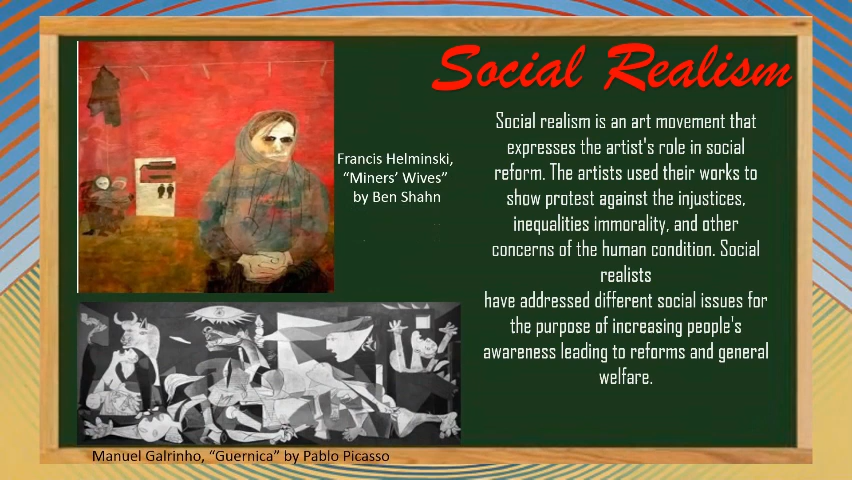 Social Realism
Francis Helminski,
“Miners’ Wives”
by Ben Shahn
Social realism is an art movement that
expresses the artist's role in social
reform. The artists used their works to
show protest against the injustices,
inequalities immorality, and other
concerns of the human condition. Social
realists
have addressed different social issues for
the purpose of increasing people's
awareness leading to reforms and general
welfare.
Manuel Galrinho, “Guernica” by Pablo Picasso